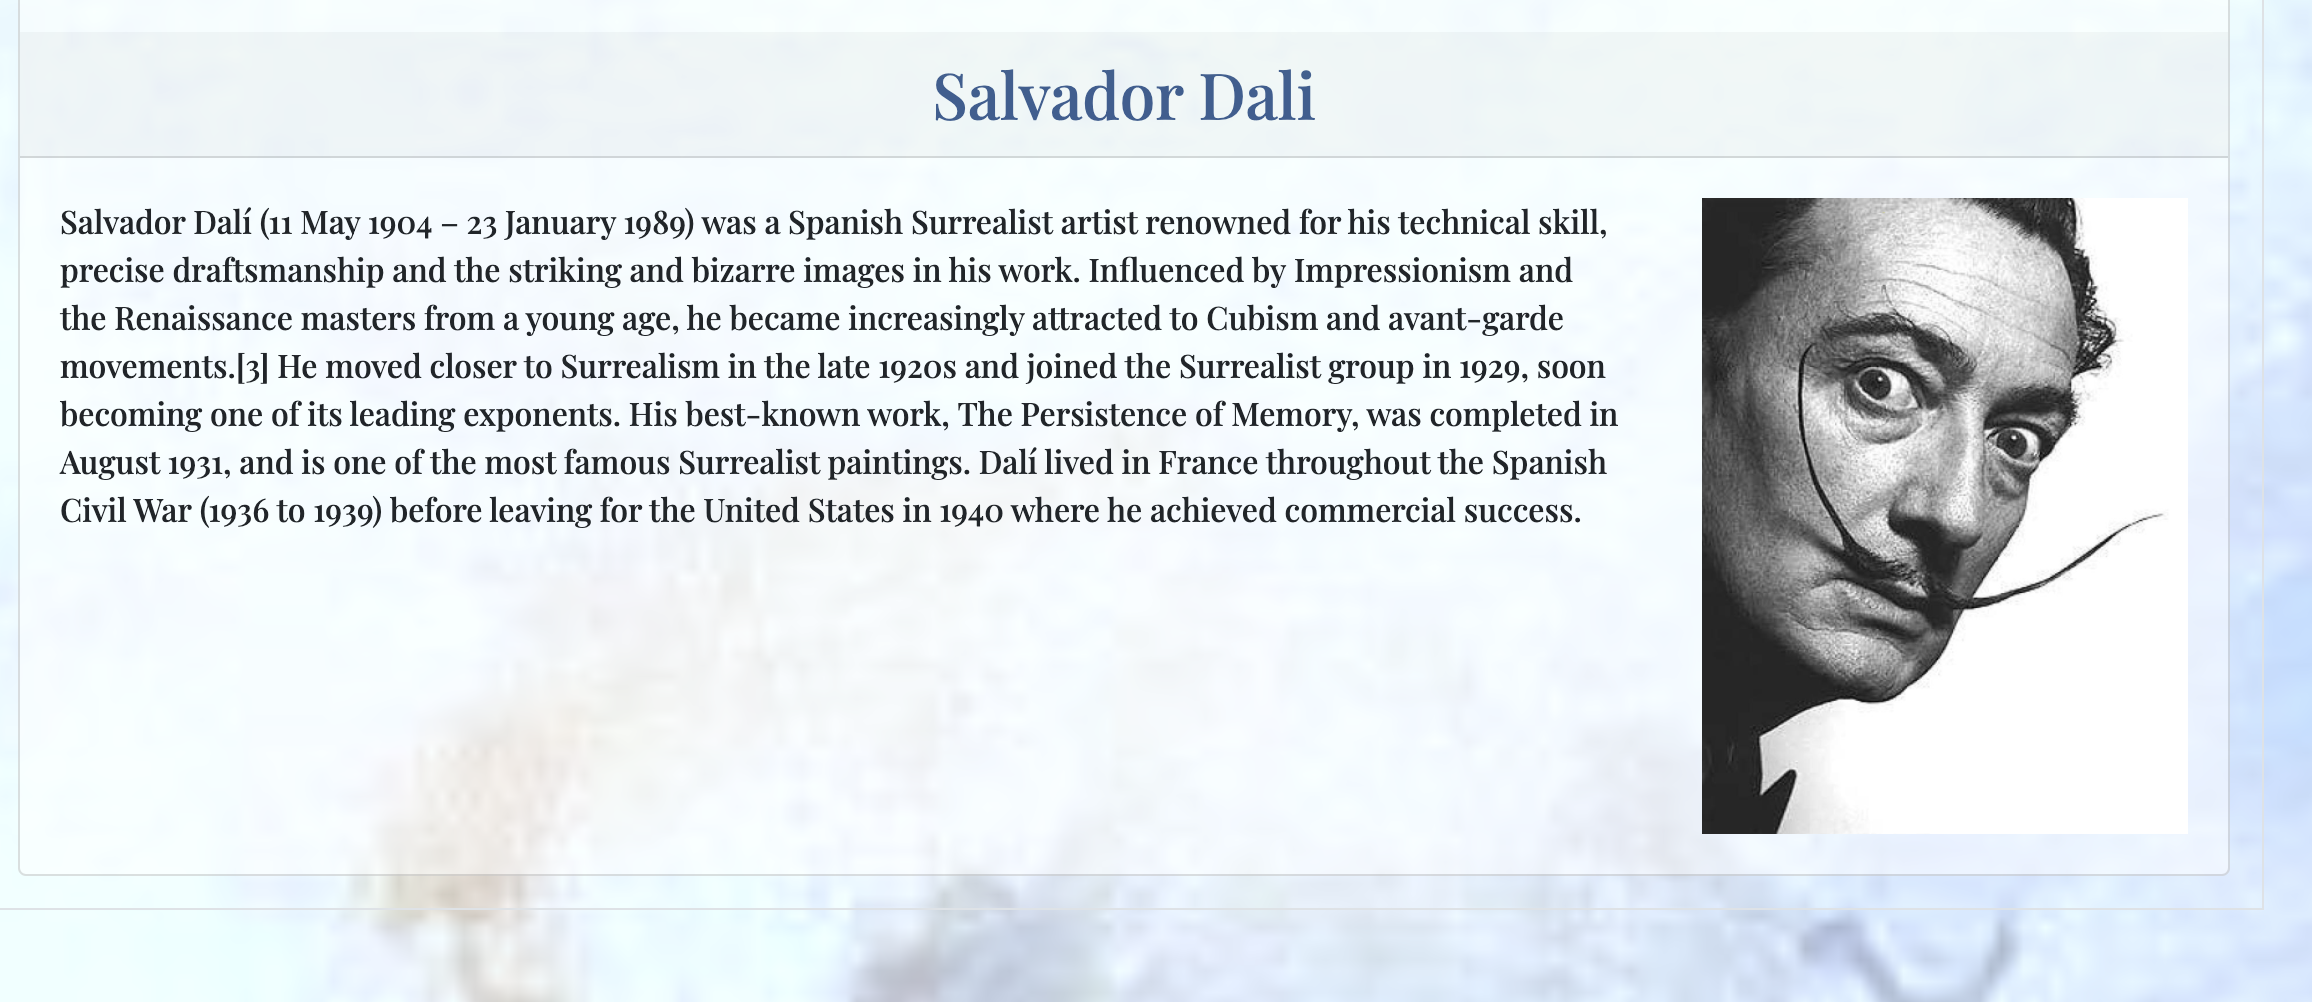 Salvador Dali
Salvador Dalí (11 May 1904 – 23 January 1989) was a Spanish Surrealist artist renowned for his technical skill,
precise draftsmanship and the striking and bizarre images in his work. Influenced by Impressionism and
the Renaissance masters from a young age, he became increasingly attracted to Cubism and avant-garde
movements.[3] He moved closer to Surrealism in the late 1920s and joined the Surrealist group in 1929, soon
becoming one of its leading exponents. His best-known work, The Persistence of Memory, was completed in
August 1931, and is one of the most famous Surrealist paintings. Dalí lived in France throughout the Spanish
Civil War (1936 to 1939) before leaving for the United States in 1940 where he achieved commercial success.